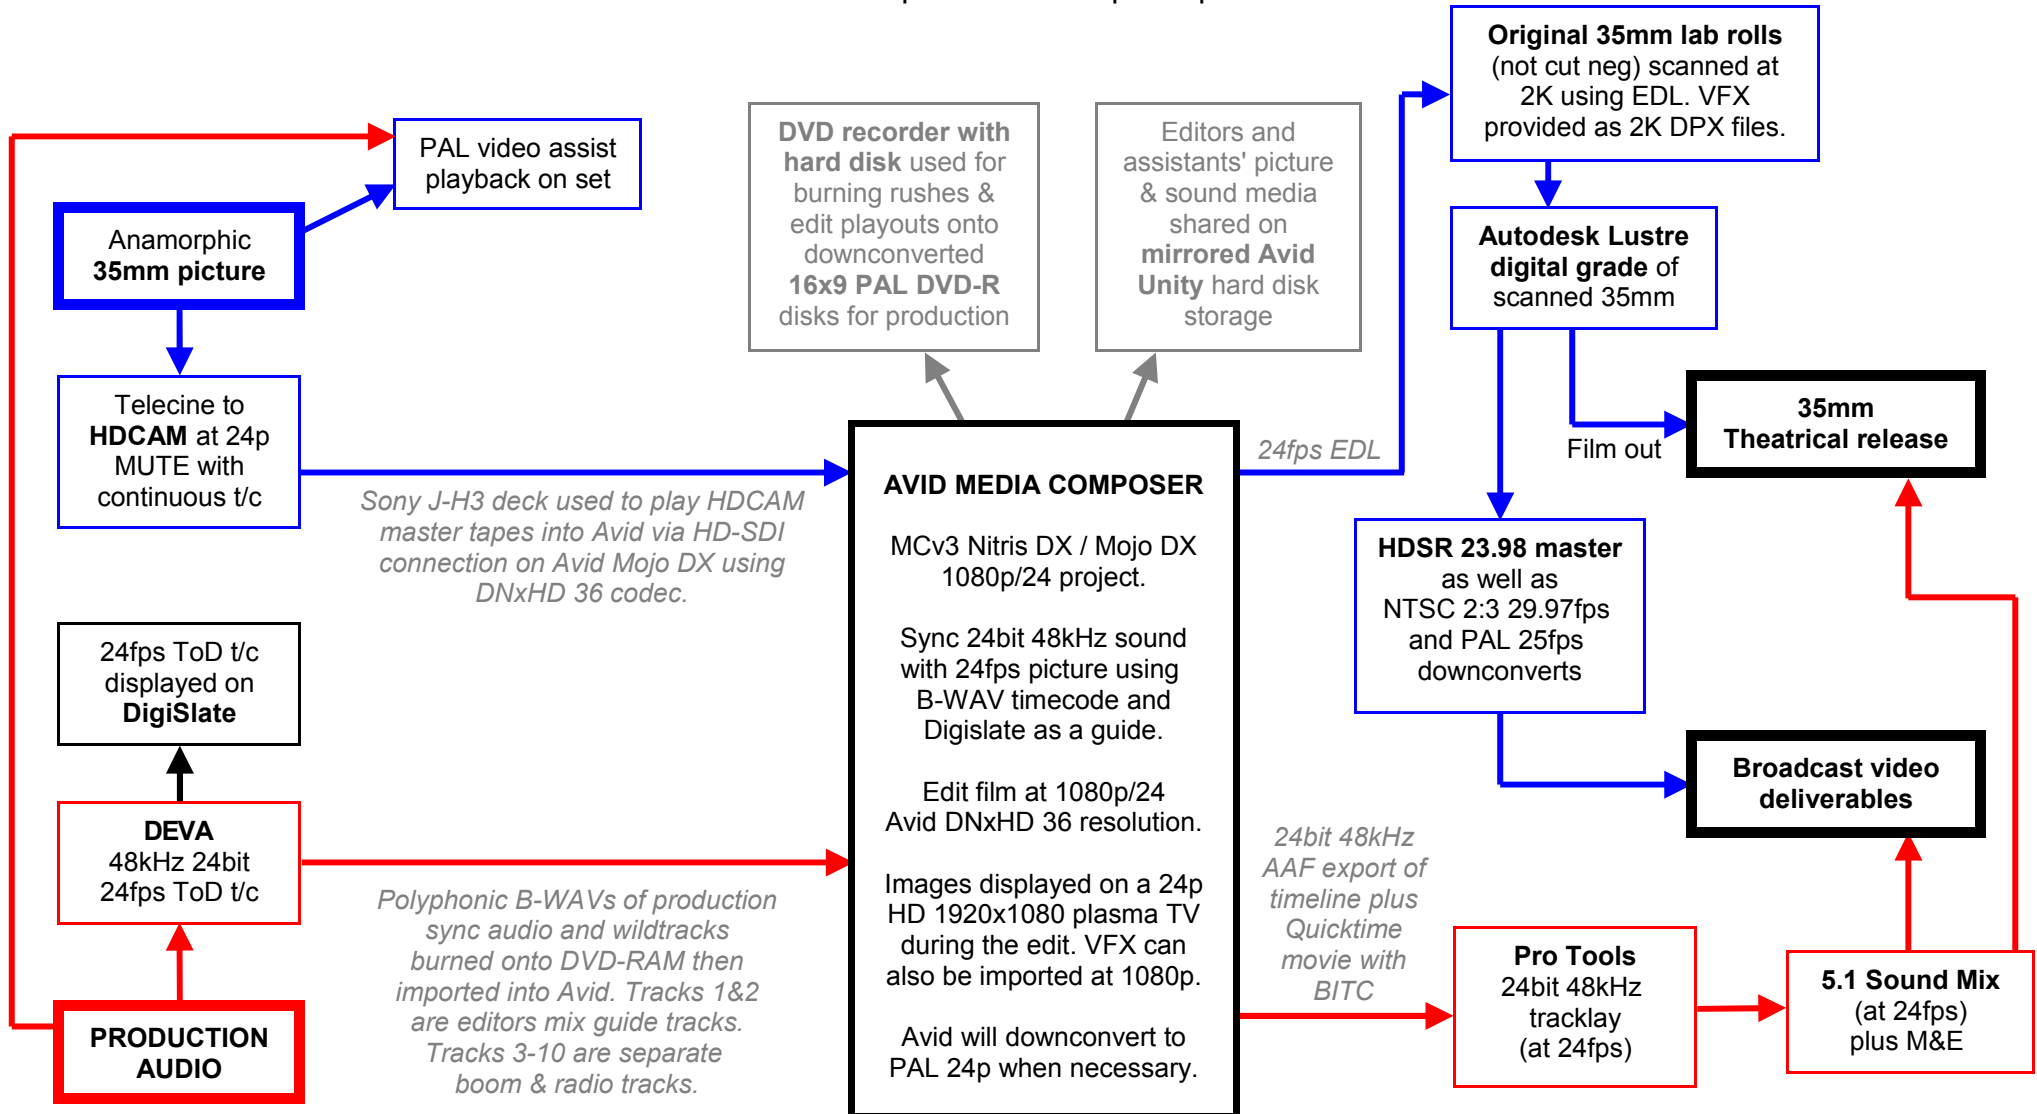 Original 35mm lab rolls
(not cut neg) scanned at
2K using EDL. VFX
provided as 2K DPX files.
DVD recorder with
hard disk used for
burning rushes &
edit playouts onto
downconverted
16x9 PAL DVD-R
disks for production
Editors and
assistants' picture
& sound media
shared on
mirrored Avid
Unity hard disk
storage
PAL video assist
playback on set
Anamorphic
35mm picture
Autodesk Lustre
digital grade of
scanned 35mm
Telecine to
HDCAM at 24p
MUTE with
continuous t/c
35mm
Theatrical release
Film out
24fps EDL
Sony J-H3 deck used to play HDCAM
master tapes into Avid via HD-SDI
connection on Avid Mojo DX using
DNxHD 36 codec.
AVID MEDIA COMPOSER
MCv3 Nitris DX / Mojo DX
1080p/24 project.
Sync 24bit 48kHz sound
with 24fps picture using
B-WAV timecode and
Digislate as a guide.
Edit film at 1080p/24
Avid DNxHD 36 resolution.
Images displayed on a 24p
HD 1920x1080 plasma TV
during the edit. VFX can
also be imported at 1080p.
Avid will downconvert to
PAL 24p when necessary.
HDSR 23.98 master
as well as
NTSC 2:3 29.97fps
and PAL 25fps
downconverts
24fps ToD t/c
displayed on
DigiSlate
Broadcast video
deliverables
DEVA
48kHz 24bit
24fps ToD t/c
24bit 48kHz
AAF export of
timeline plus
Quicktime
movie with
BITC
Polyphonic B-WAVs of production
sync audio and wildtracks
burned onto DVD-RAM then
imported into Avid. Tracks 1&2
are editors mix guide tracks.
Tracks 3-10 are separate
boom & radio tracks.
Pro Tools
24bit 48kHz
tracklay
(at 24fps)
5.1 Sound Mix
(at 24fps)
plus M&E
PRODUCTION
AUDIO